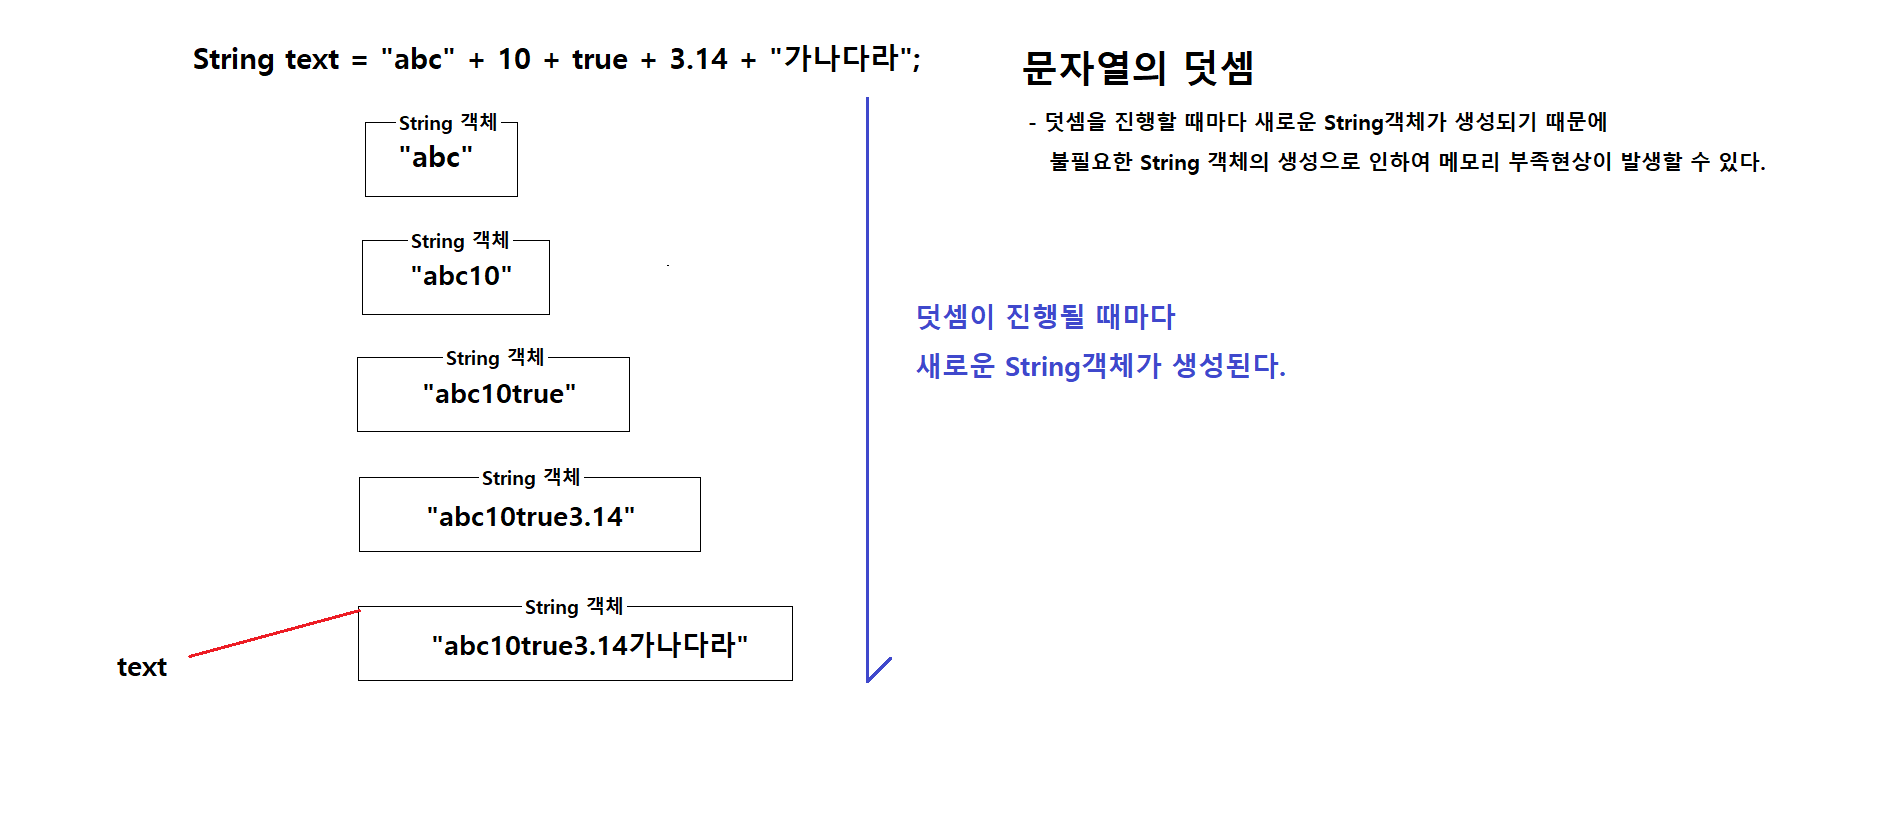 String text = "abc" + 10 + true + 3.14 + "가나다라";
String 객체
"abc"
String 객체
"abc10"
String 객체
"abc10true"
String 객체
"abc10true3.14"
String 객체
"abc10true3.14가나다라"
text
문자열의 덧셈
- 덧셈을 진행할 때마다 새로운 String객체가 생성되기 때문에
불필요한 String 객체의 생성으로 인하여 메모리 부족현상이 발생할 수 있다.
덧셈이 진행될 때마다
새로운 String객체가 생성된다.